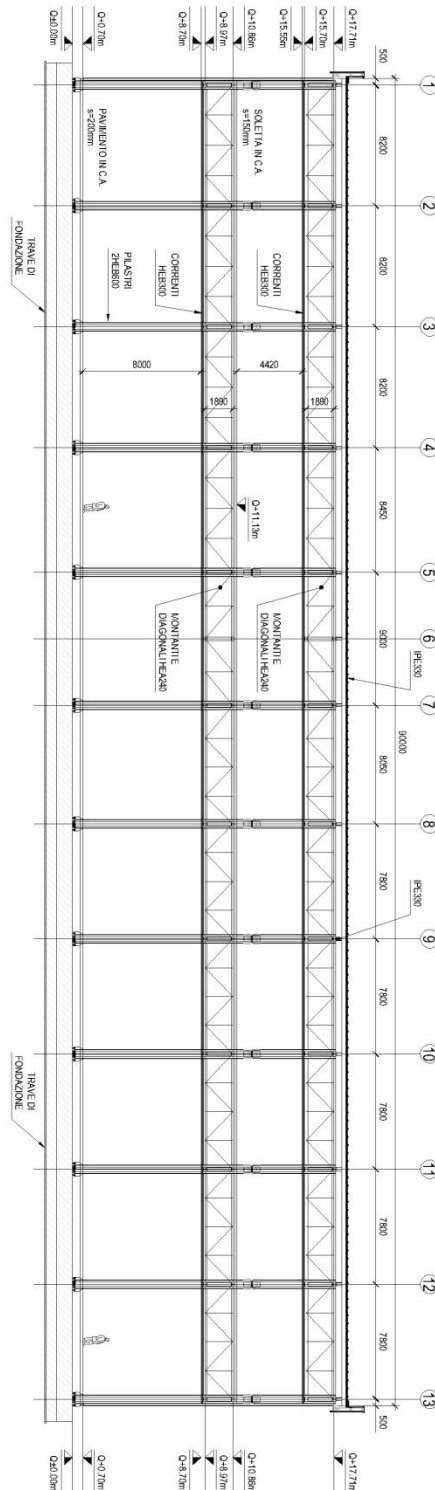 1
2
3
4
5
6
7
8
9
10
11
12
13
500
8200
8200
8200
8450
9000
8050
7800
7800
7800
7800
7800
500
90000
IPE330
IPE330
Q+17.71m
Q+15.70m
Q+15.55m
Q+10.86m
Q+8.97m
Q+8.70m
Q+0.70m
Q±0.00m
SOLETTA IN C.A.
s=150mm
CORRENTI
HEB300
4420
1890
1890
8000
Q+11.13m
MONTANTI E
DIAGONALI HEA240
MONTANTI E
DIAGONALI HEA240
CORRENTI
HEB300
PILASTRI
2HEB600
PAVIMENTO IN C.A.
s=200mm
TRAVE DI
FONDAZIONE
TRAVE DI
FONDAZIONE
Q+17.71m
Q+10.86m
Q+8.97m
Q+8.70m
Q+0.70m
Q±0.00m